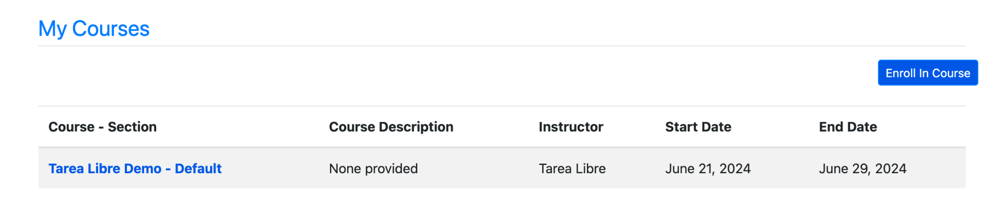 My Courses
Enroll In Course
Course - Section Course Description Instructor Start Date End Date
Tarea Libre Demo - Default None provided Tarea Libre June 21, 2024 June 29, 2024